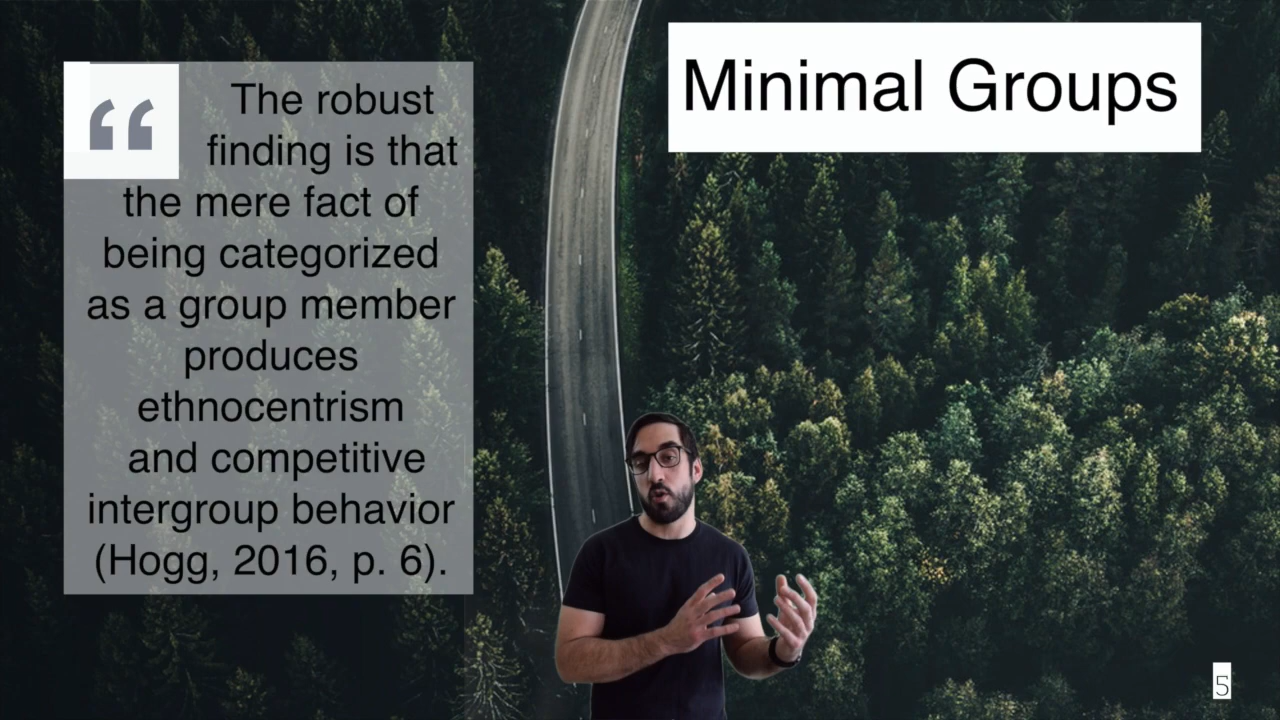 Minimal Groups
“
The robust
finding is that
the mere fact of
being categorized
as a group member
produces
ethnocentrism
and competitive
intergroup behavior
(Hogg, 2016, p. 6).
5